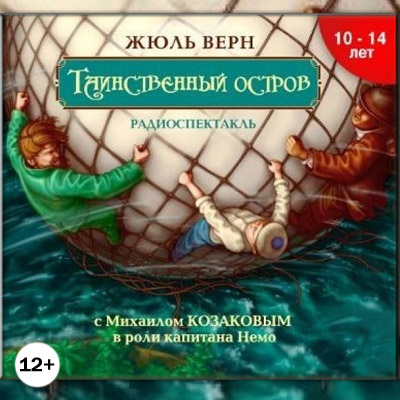 ЖЮЛЬ ВЕРН
10 - 14
лет
ТАИНСТВЕННЫЙ ОСТРОВ
РАДИОСПЕКТАКЛЬ
с Михаилом КОЗАКОВЫМ
в роли капитана Немо
12+